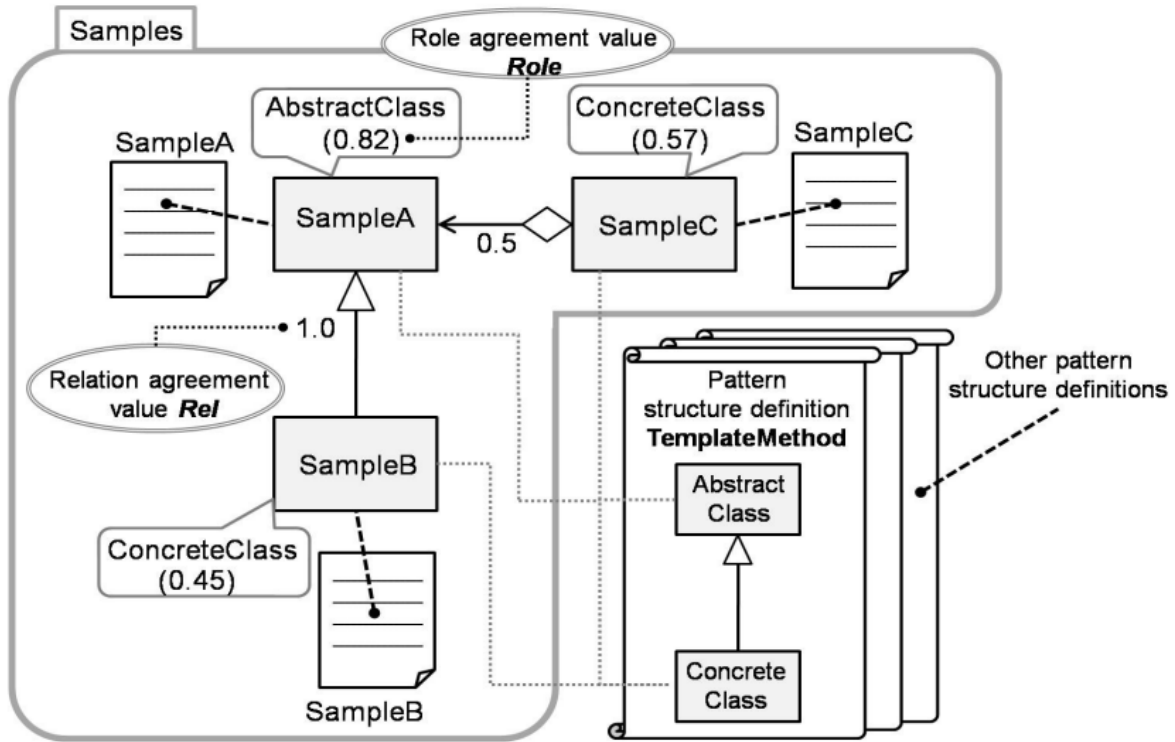 Samples
Role agreement value
Role
AbstractClass
(0.82)
ConcreteClass
(0.57)
SampleA
SampleC
SampleA
0.5
SampleC
1.0
Relation agreement
value Rel
SampleB
ConcreteClass
(0.45)
SampleB
Pattern
structure definition
TemplateMethod
Abstract
Class
Concrete
Class
Other pattern
structure definitions